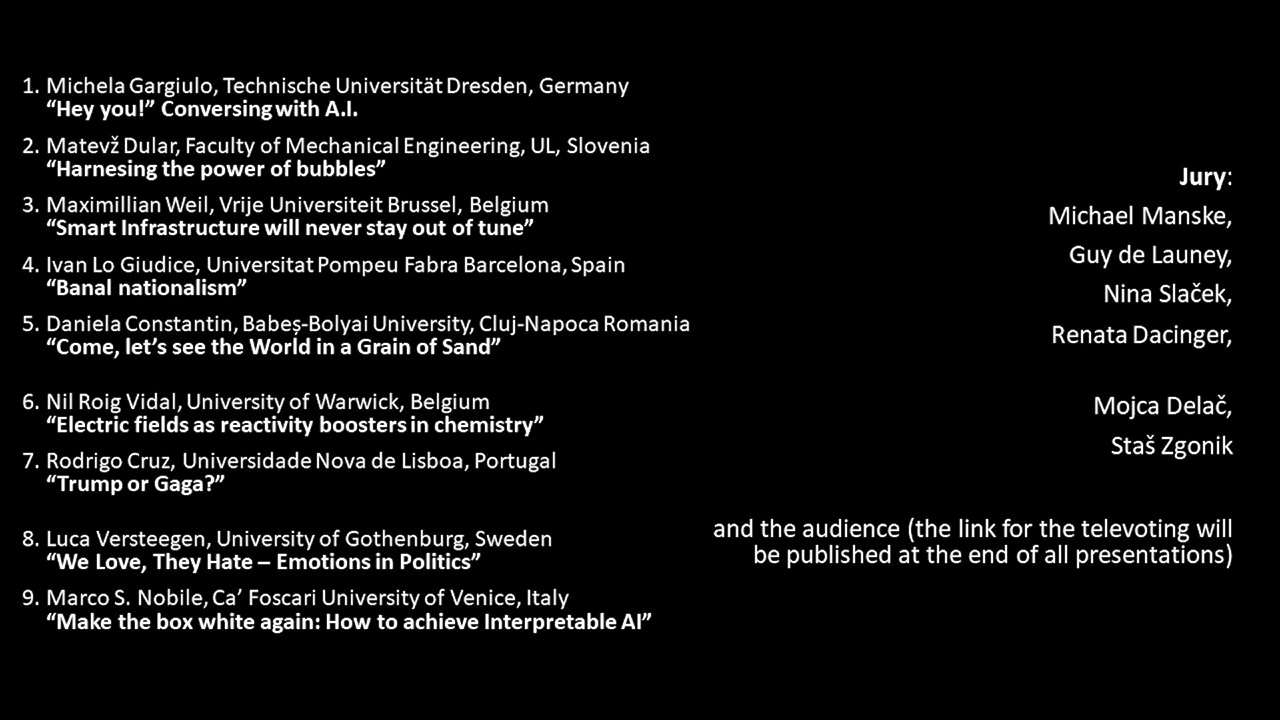 1. Michela Gargiulo, Technische Universität Dresden, Germany
“Hey you!” Conversing with A.I.
2. Matevž Dular, Faculty of Mechanical Engineering, UL, Slovenia
“Harnesing the power of bubbles”
3. Maximillian Weil, Vrije Universiteit Brussel, Belgium
“Smart Infrastructure will never stay out of tune”
4. Ivan Lo Giudice, Universitat Pompeu Fabra Barcelona, Spain
“Banal nationalism”
5. Daniela Constantin, Babeș-Bolyai University, Cluj-Napoca Romania
“Come, let’s see the World in a Grain of Sand”
6. Nil Roig Vidal, University of Warwick, Belgium
“Electric fields as reactivity boosters in chemistry”
7. Rodrigo Cruz, Universidade Nova de Lisboa, Portugal
“Trump or Gaga?”
8. Luca Versteegen, University of Gothenburg, Sweden
“We Love, They Hate – Emotions in Politics”
9. Marco S. Nobile, Ca’ Foscari University of Venice, Italy
“Make the box white again: How to achieve Interpretable AI”
Jury:
Michael Manske,
Guy de Launey,
Nina Slaček,
Renata Dacinger,
Mojca Delač,
Staš Zgonik
and the audience (the link for the televoting will
be published at the end of all presentations)